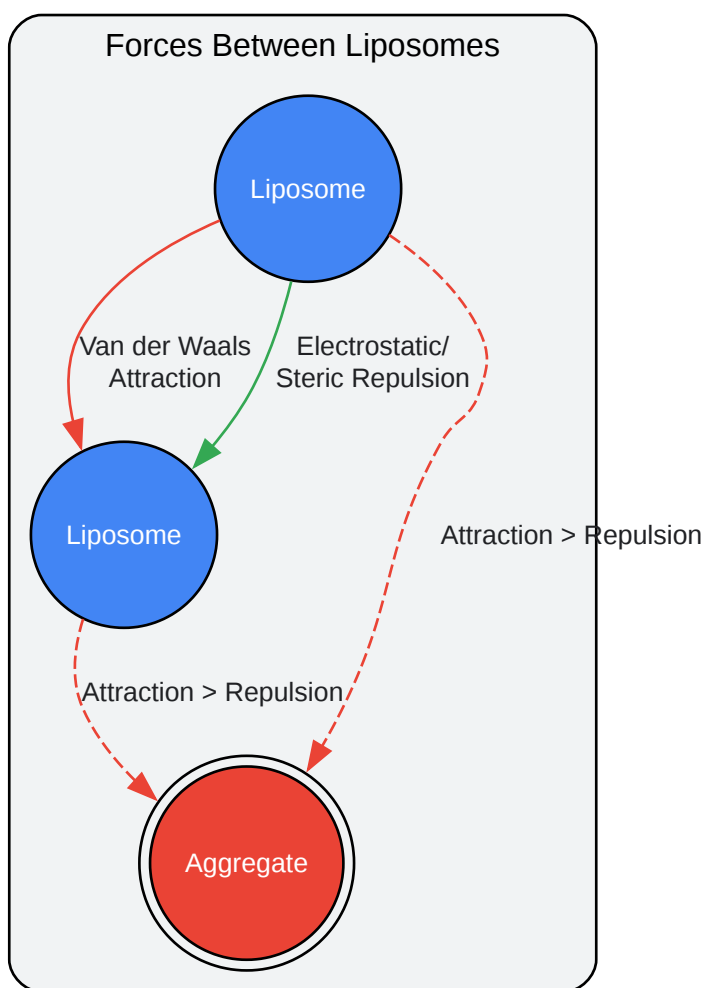 Forces Between Liposomes
Liposome
Van der Waals
Attraction
Electrostatic/
Steric Repulsion
Liposome
Attraction > Repulsion
Attraction > Repulsion
Aggregate